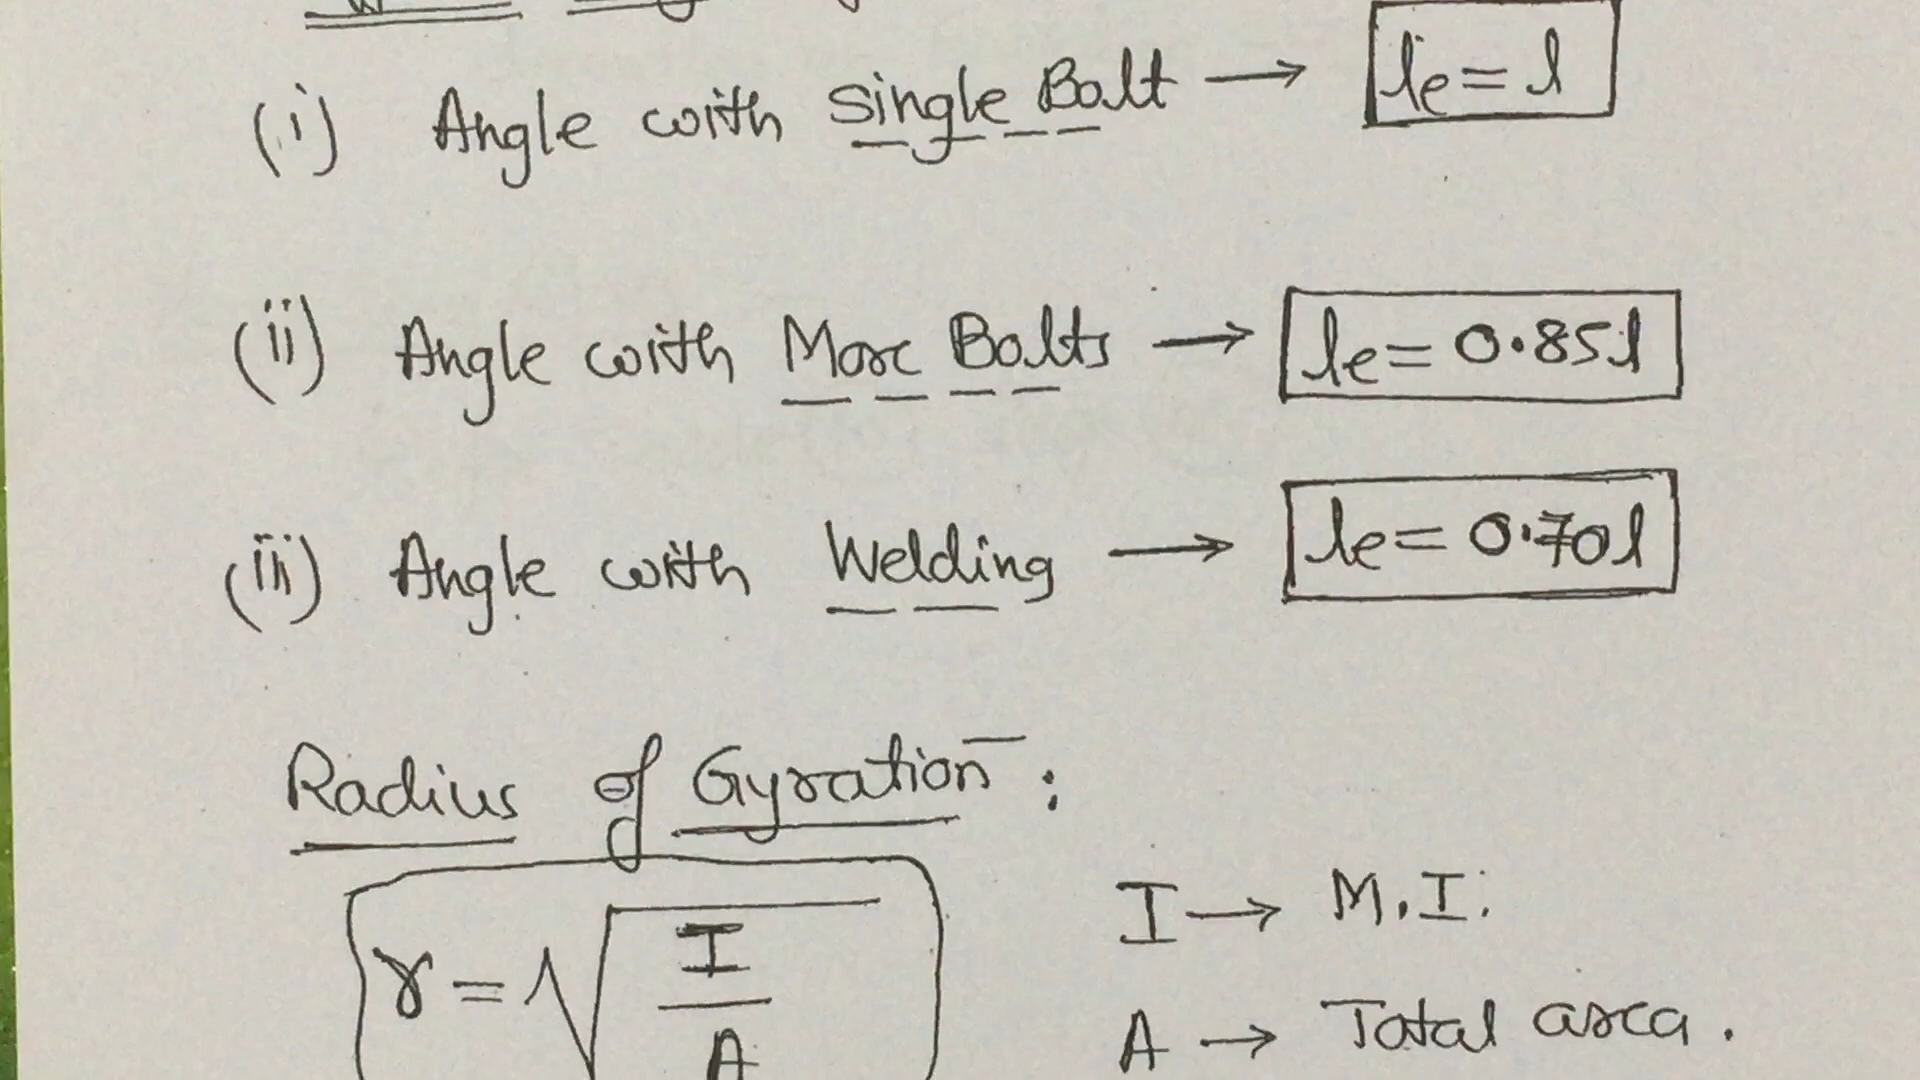 (i) Angle with Single Bolt → le = l
(ii) Angle with More Bolts → le = 0.85l
(iii) Angle with Welding → le = 0.70l
Radius of Gyration :
I → M.I.
r = √(I/A)
A → Total area.